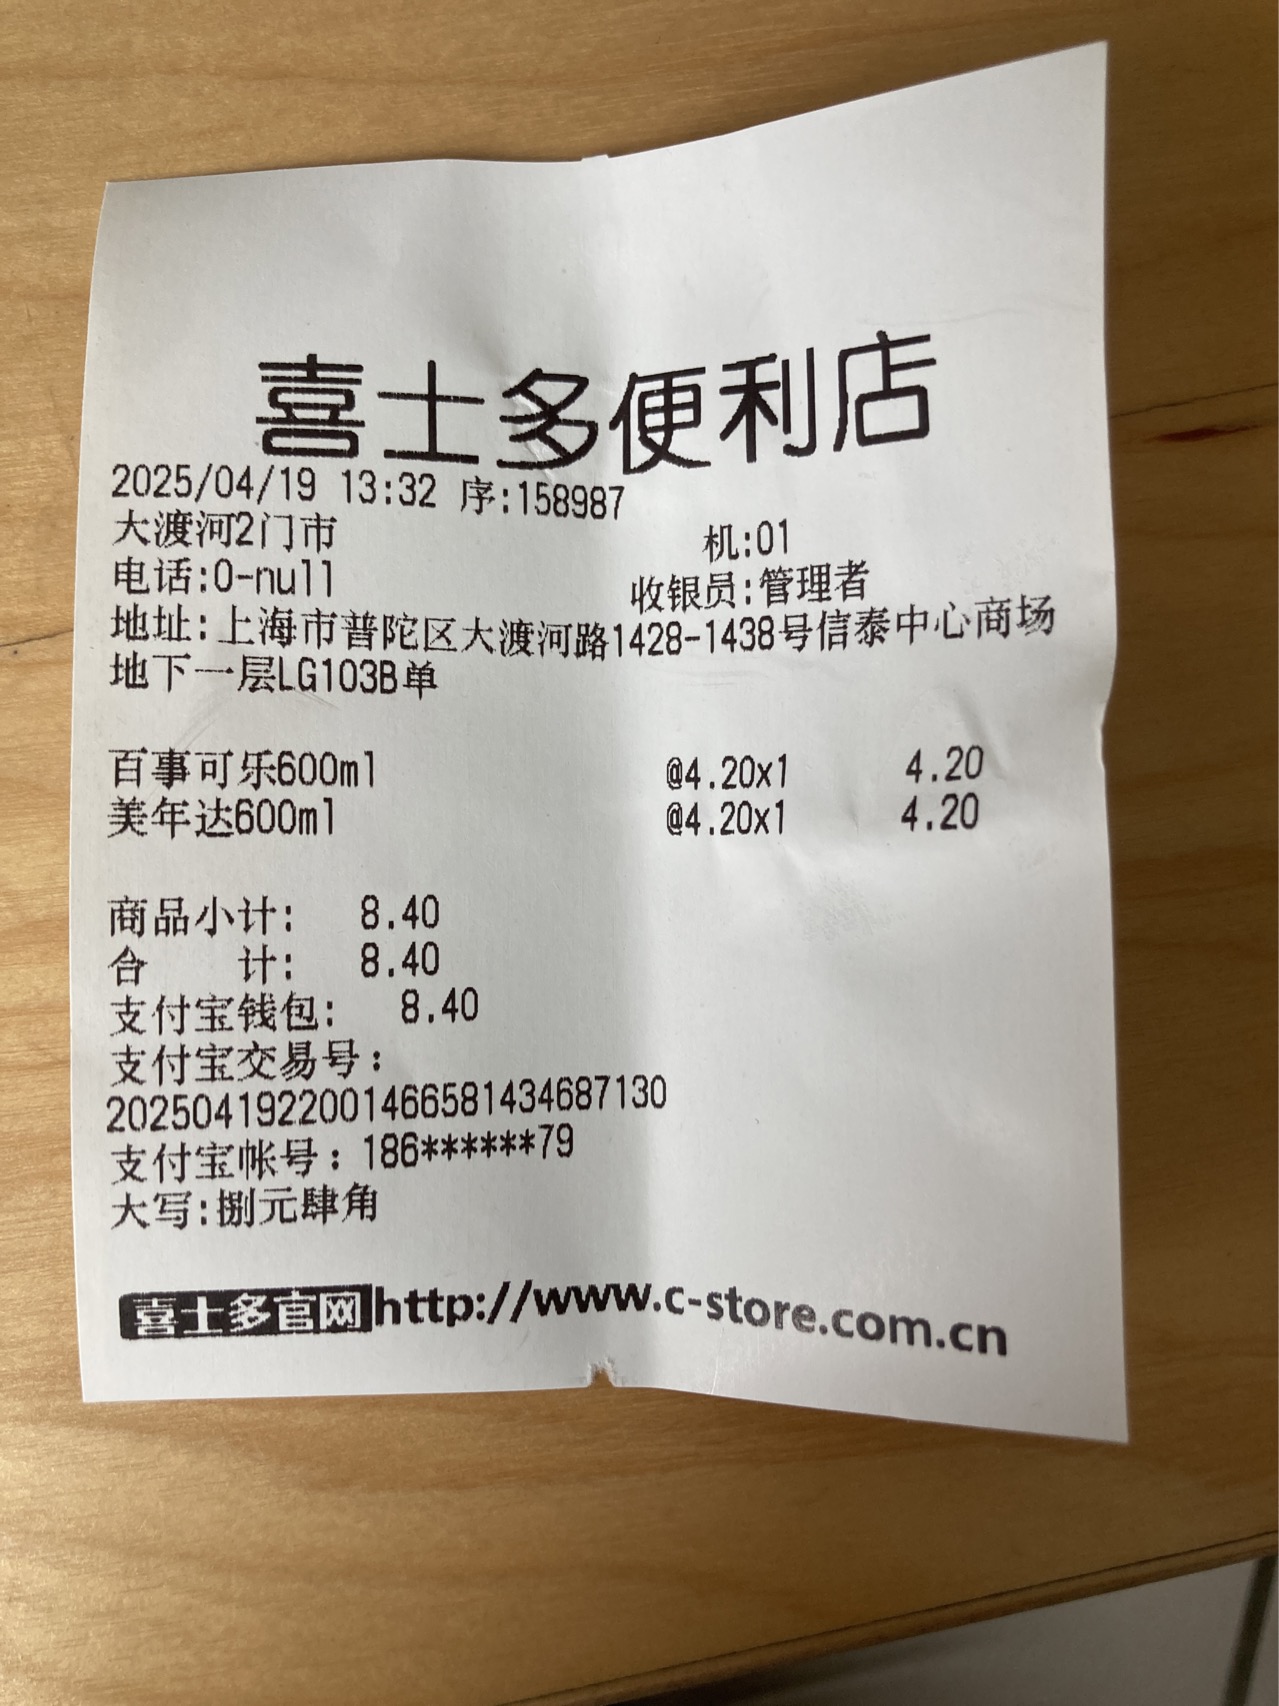 喜士多便利店
2025/04/19 13:32 序:158987
大渡河2门市 机:01
电话:0-null 收银员:管理者
地址:上海市普陀区大渡河路1428-1438号信泰中心商场
地下一层LG103B单
百事可乐600ml @4.20x1 4.20
美年达600ml @4.20x1 4.20
商品小计: 8.40
合 计: 8.40
支付宝钱包: 8.40
支付宝交易号:
2025041922001466581434687130
支付宝帐号:186******79
大写:捌元肆角
喜士多官网http://www.c-store.com.cn